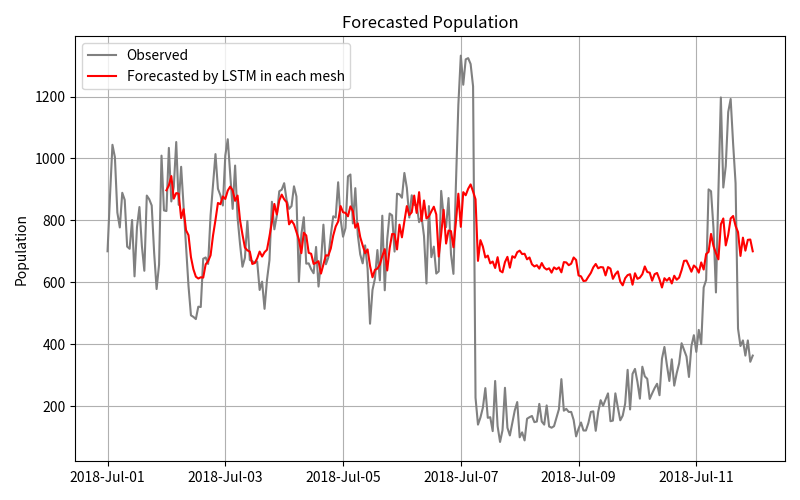 Forecasted Population
Observed
Forecasted by LSTM in each mesh
Population
1200
1000
800
600
400
200
2018-Jul-01
2018-Jul-03
2018-Jul-05
2018-Jul-07
2018-Jul-09
2018-Jul-11